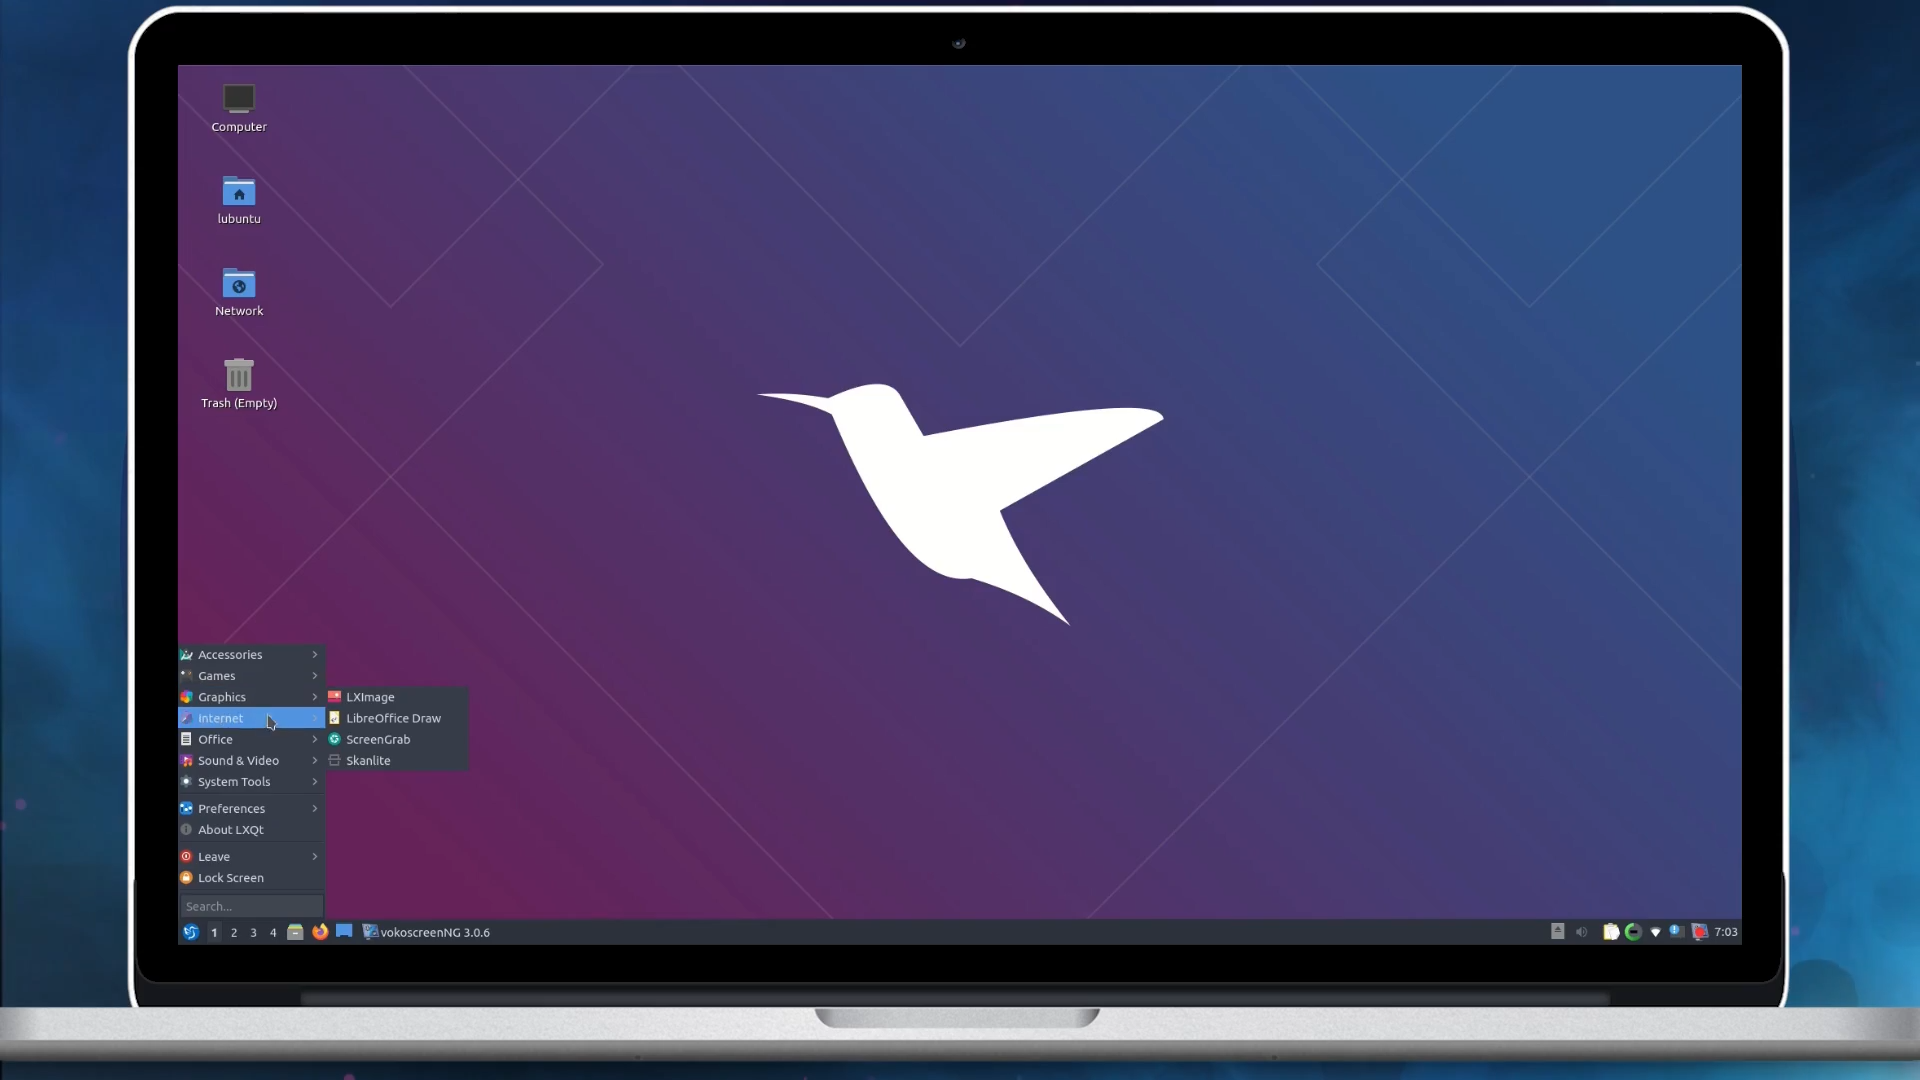 Computer
lubuntu
Network
Trash (Empty)
Accessories
Games
Graphics
Internet
Office
Sound & Video
System Tools
Preferences
About LXQt
Leave
Lock Screen
Search...
LXImage
LibreOffice Draw
ScreenGrab
Skanlite
1 2 3 4 vokoscreenNG 3.0.6 7:03